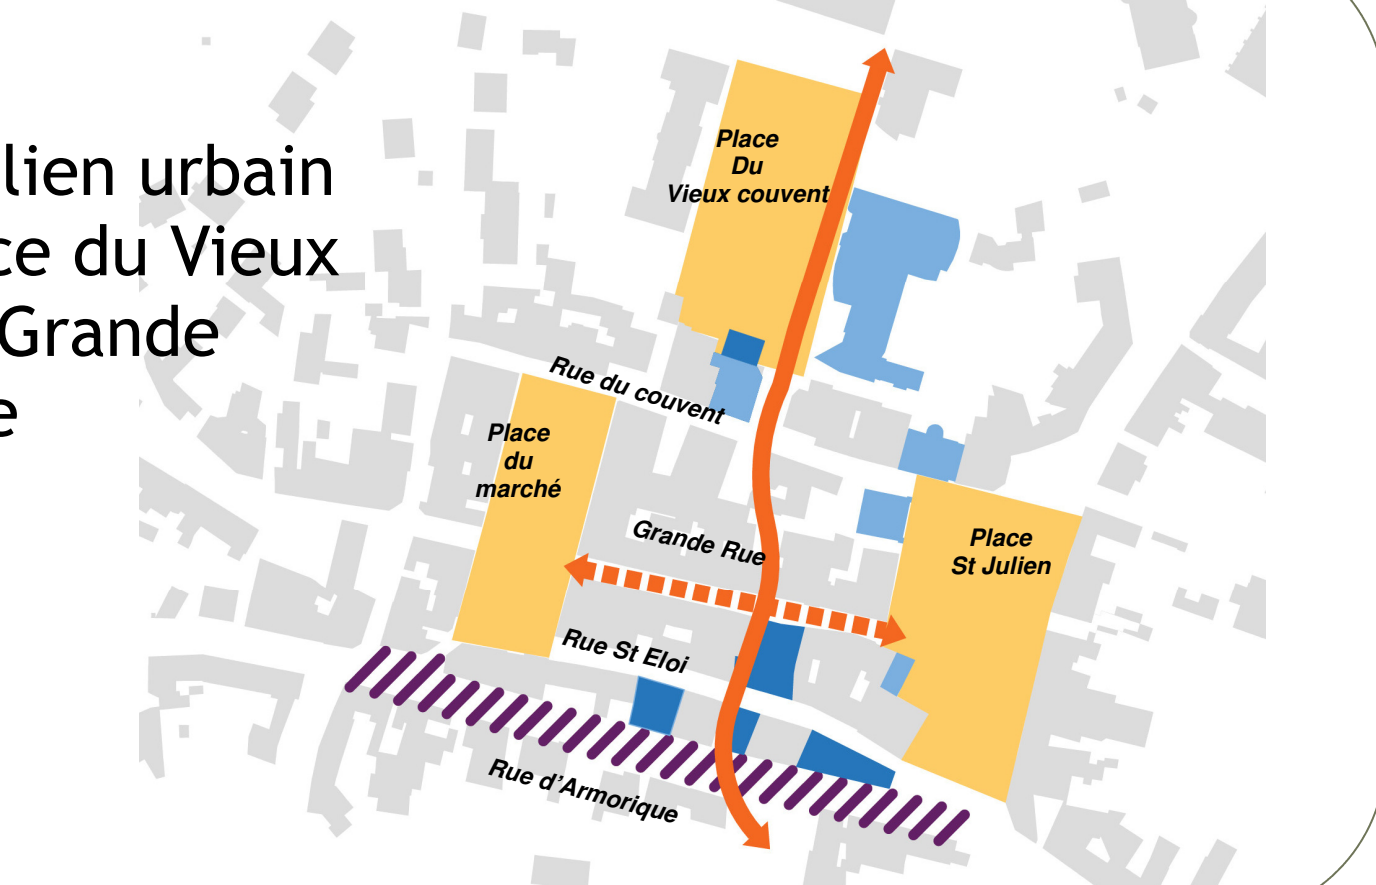 lien urbain
ce du Vieux
Grande
e
Place
Du
Vieux couvent
Rue du couvent
Place
du
marché
Grande Rue
Place
St Julien
Rue St Eloi
Rue d’Armorique